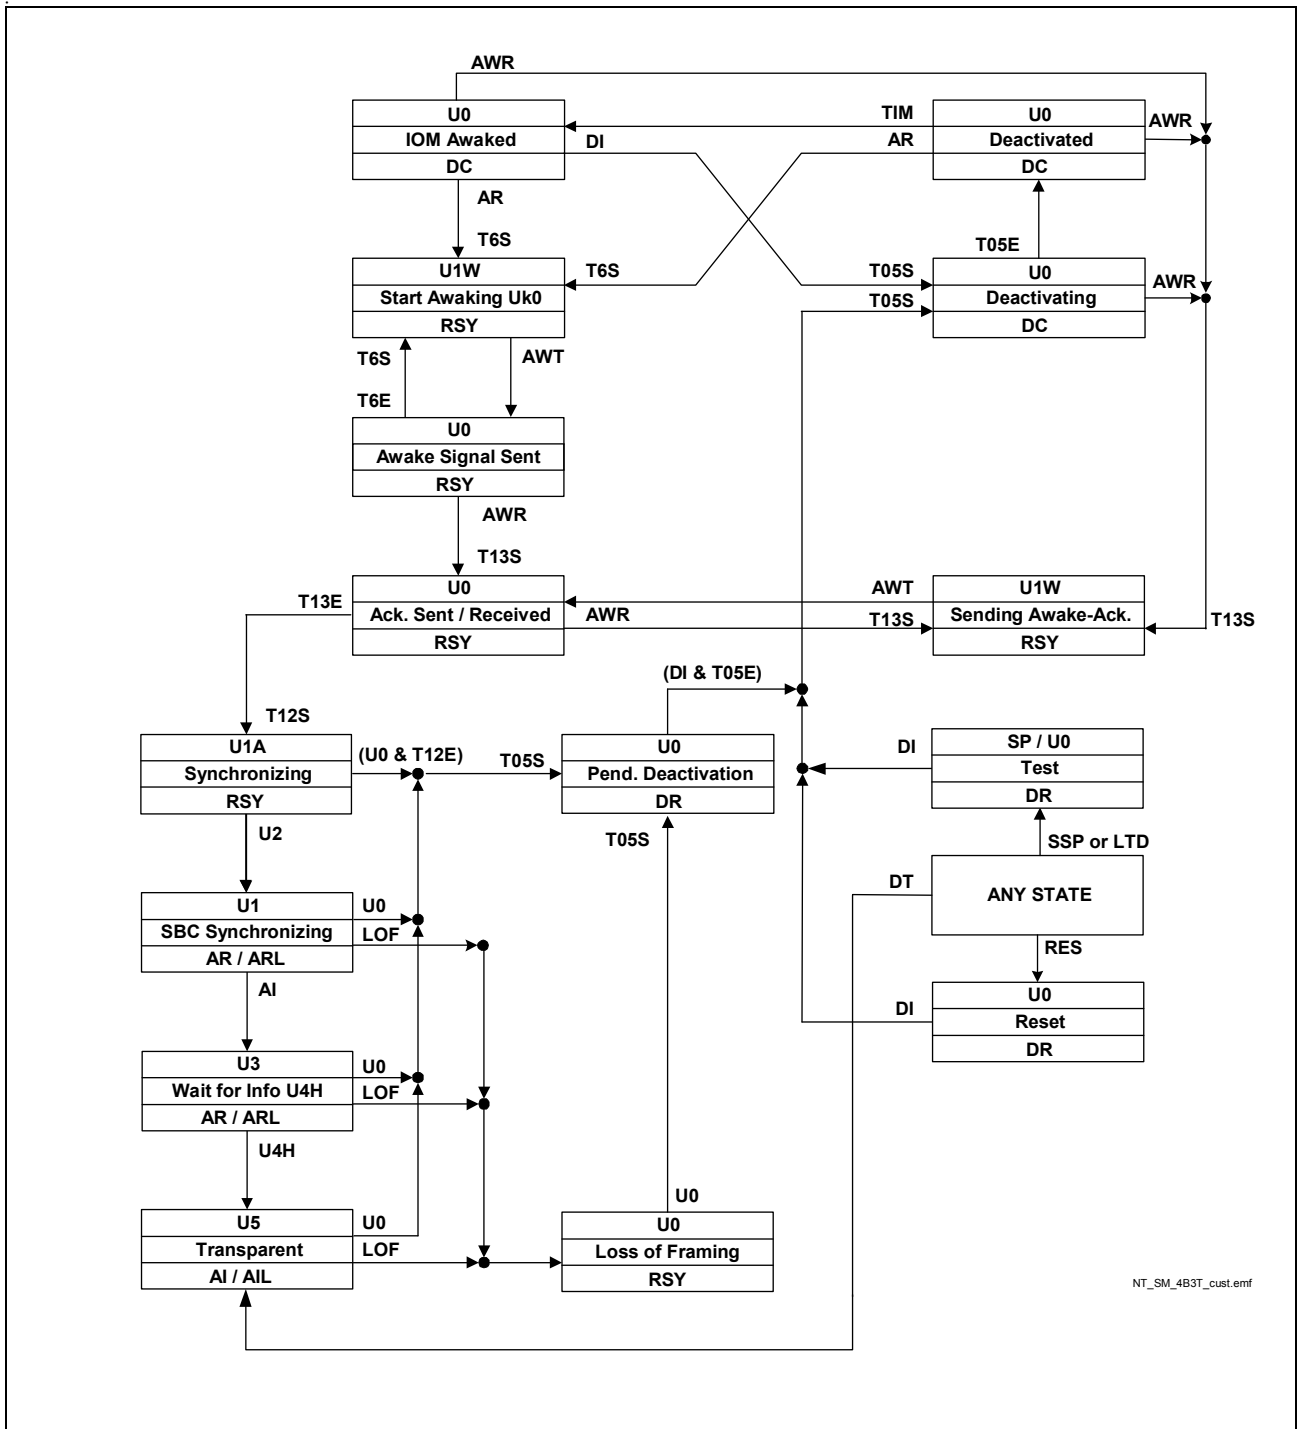 .
AWR
U0
IOM Awaked
DC
TIM
DI
AR
U0
Deactivated
DC
AWR
AR
T6S
T05E
U1W
Start Awaking Uk0
RSY
T6S
T05S
T05S
U0
Deactivating
DC
AWR
T6S
AWT
T6E
U0
Awake Signal Sent
RSY
AWR
T13S
T13E
U0
Ack. Sent / Received
RSY
AWT
AWR
T13S
U1W
Sending Awake-Ack.
RSY
T13S
(DI & T05E)
T12S
U1A
Synchronizing
RSY
(U0 & T12E)
T05S
U0
Pend. Deactivation
DR
DI
SP / U0
Test
DR
U2
T05S
SSP or LTD
DT
ANY STATE
U1
SBC Synchronizing
AR / ARL
U0
LOF
RES
AI
DI
U0
Reset
DR
U3
Wait for Info U4H
AR / ARL
U0
LOF
U4H
U0
U5
Transparent
AI / AIL
U0
LOF
U0
Loss of Framing
RSY
NT_SM_4B3T_cust.emf